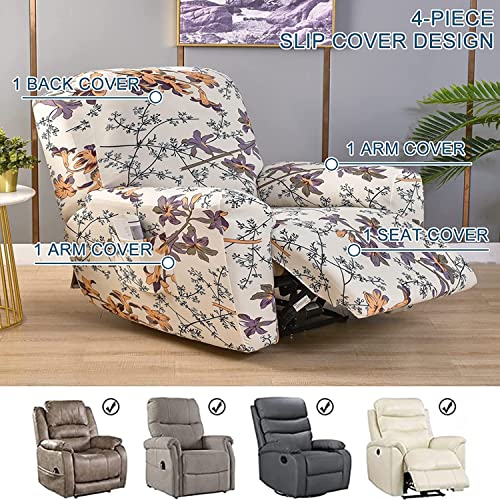 4-PIECE
SLIP COVER DESIGN
1 BACK COVER
1 ARM COVER
1 ARM COVER
1 SEAT COVER